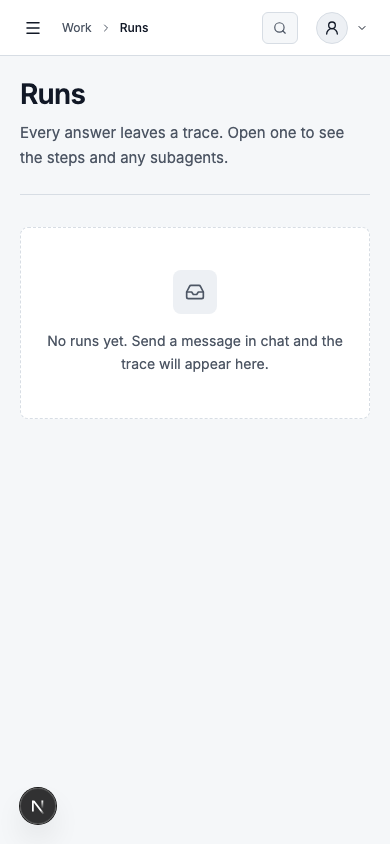 Work > Runs
Runs
Every answer leaves a trace. Open one to see
the steps and any subagents.
No runs yet. Send a message in chat and the
trace will appear here.
N